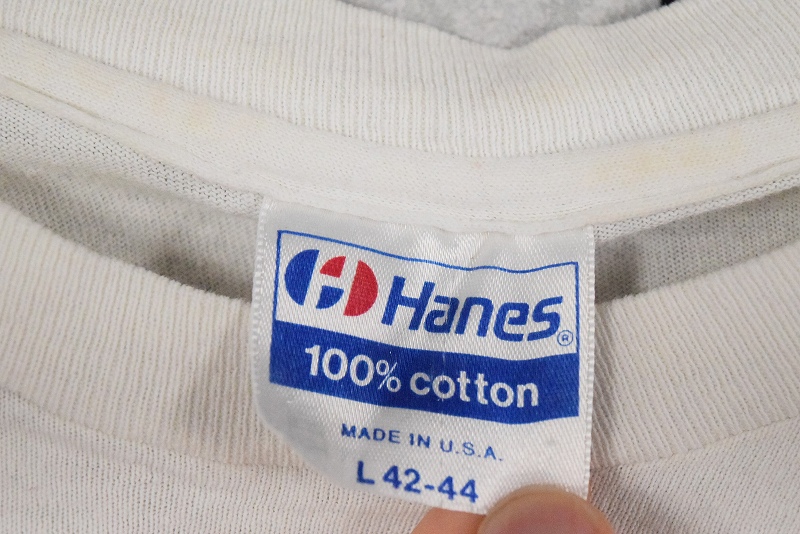 Hanes®
100% cotton
MADE IN U.S.A.
L 42-44